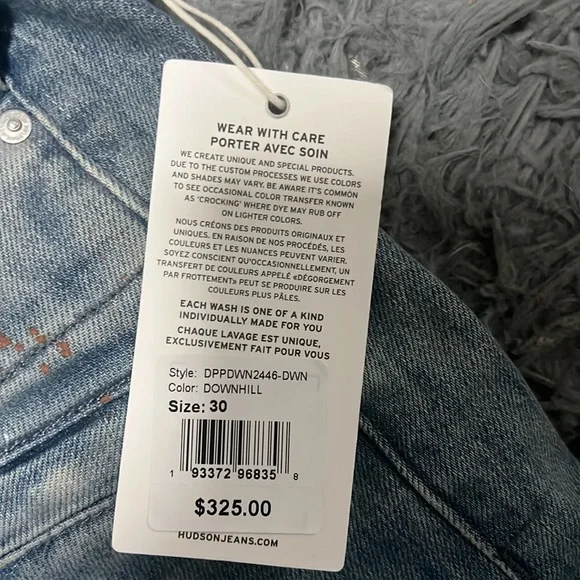 WEAR WITH CARE
PORTER AVEC SOIN
WE CREATE UNIQUE AND SPECIAL PRODUCTS.
DUE TO THE CUSTOM PROCESSES WE USE COLORS
AND SHADES MAY VARY. BE AWARE IT'S COMMON
TO SEE OCCASIONAL COLOR TRANSFER KNOWN
AS 'CROCKING' WHERE DYE MAY RUB OFF
ON LIGHTER COLORS.
NOUS CRÉONS DES PRODUITS ORIGINAUX ET
UNIQUES. EN RAISON DE NOS PROCÉDÉS, LES
COULEURS ET LES NUANCES PEUVENT VARIER.
SOYEZ CONSCIENT QU'OCCASIONNELLEMENT, UN
TRANSFERT DE COULEURS APPELÉ «DÉGORGEMENT
PAR FROTTEMENT» PEUT SE PRODUIRE SUR LES
COULEURS PLUS PÂLES.
EACH WASH IS ONE OF A KIND
INDIVIDUALLY MADE FOR YOU
CHAQUE LAVAGE EST UNIQUE,
EXCLUSIVEMENT FAIT POUR VOUS
Style: DPPDWN2446-DWN
Color: DOWNHILL
Size: 30
1 93372 96835 8
$325.00
HUDSONJEANS.COM